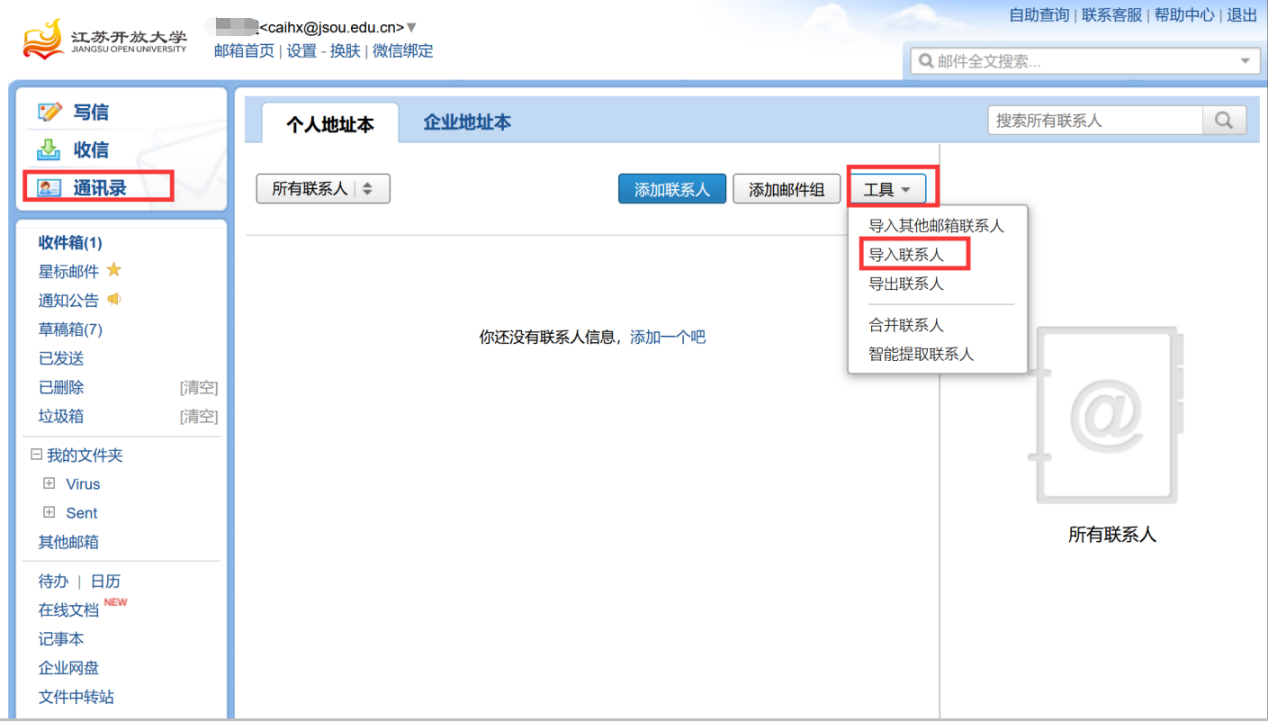 江苏开放大学
JIANGSU OPEN UNIVERSITY
<caihx@jsou.edu.cn>
邮箱首页 | 设置 - 换肤 | 微信绑定
自助查询 | 联系客服 | 帮助中心 | 退出
邮件全文搜索...
写信
收信
通讯录
收件箱(1)
星标邮件
通知公告
草稿箱(7)
已发送
已删除 [清空]
垃圾箱 [清空]
我的文件夹
Virus
Sent
其他邮箱
待办 | 日历
在线文档 NEW
记事本
企业网盘
文件中转站
个人地址本 企业地址本
搜索所有联系人
所有联系人
添加联系人 添加邮件组 工具
导入其他邮箱联系人
导入联系人
导出联系人
合并联系人
智能提取联系人
你还没有联系人信息，添加一个吧
@
所有联系人